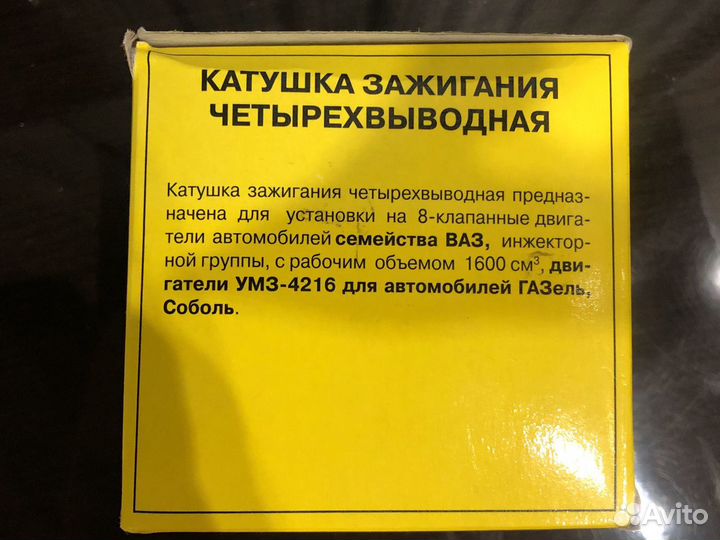 КАТУШКА ЗАЖИГАНИЯ
ЧЕТЫРЕХВЫВОДНАЯ
Катушка зажигания четырехвыводная предназ-
начена для установки на 8-клапанные двига-
тели автомобилей семейства ВАЗ, инжектор-
ной группы, с рабочим объемом 1600 см³, дви-
гатели УМЗ-4216 для автомобилей ГАЗель,
Соболь.
Avito